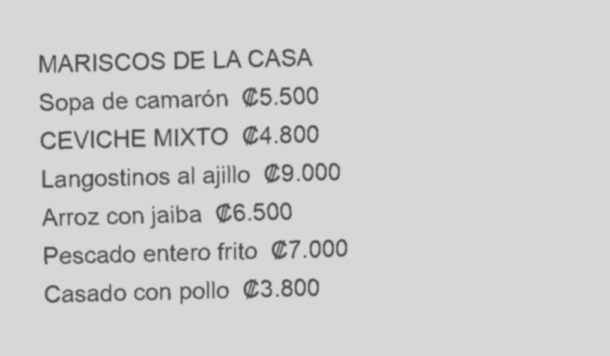 MARISCOS DE LA CASA
Sopa de camarón ₡5.500
CEVICHE MIXTO ₡4.800
Langostinos al ajillo ₡9.000
Arroz con jaiba ₡6.500
Pescado entero frito ₡7.000
Casado con pollo ₡3.800